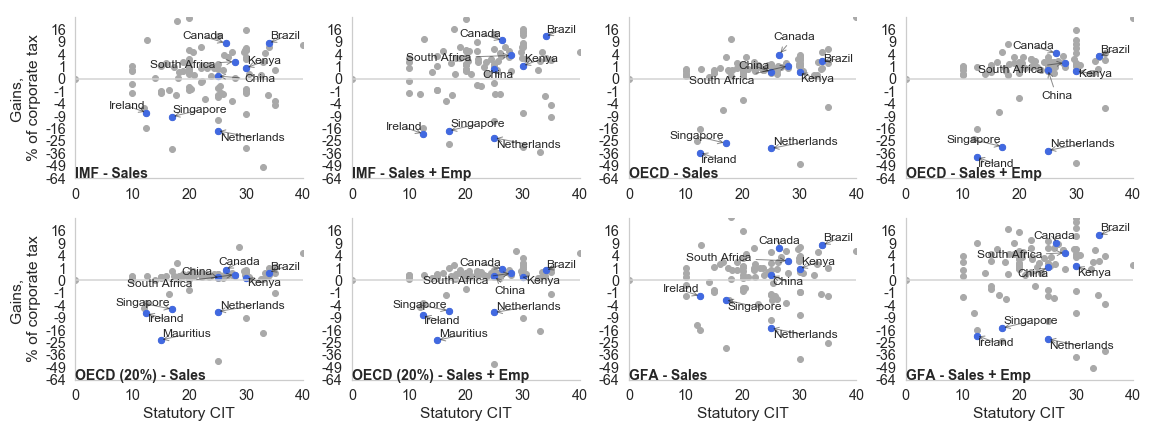 Gains,
% of corporate tax
16
9
4
1
0
-1
-4
-9
-16
-25
-36
-49
-64
Canada
Brazil
South Africa
Kenya
China
Ireland
Singapore
Netherlands
IMF - Sales
0 10 20 30 40
16
9
4
1
0
-1
-4
-9
-16
-25
-36
-49
-64
Canada
Brazil
South Africa
Kenya
China
Ireland
Singapore
Netherlands
IMF - Sales + Emp
0 10 20 30 40
16
9
4
1
0
-1
-4
-9
-16
-25
-36
-49
-64
Canada
Brazil
China
South Africa
Kenya
Singapore
Netherlands
Ireland
OECD - Sales
0 10 20 30 40
16
9
4
1
0
-1
-4
-9
-16
-25
-36
-49
-64
Canada
Brazil
South Africa
Kenya
China
Singapore
Netherlands
Ireland
OECD - Sales + Emp
0 10 20 30 40
Gains,
% of corporate tax
16
9
4
1
0
-1
-4
-9
-16
-25
-36
-49
-64
Canada
China
Brazil
South Africa
Kenya
Singapore
Netherlands
Ireland
Mauritius
OECD (20%) - Sales
0 10 20 30 40
Statutory CIT
16
9
4
1
0
-1
-4
-9
-16
-25
-36
-49
-64
Canada
Brazil
South Africa
Kenya
China
Singapore
Netherlands
Ireland
Mauritius
OECD (20%) - Sales + Emp
0 10 20 30 40
Statutory CIT
16
9
4
1
0
-1
-4
-9
-16
-25
-36
-49
-64
Canada
Brazil
South Africa
Kenya
China
Ireland
Singapore
Netherlands
GFA - Sales
0 10 20 30 40
Statutory CIT
16
9
4
1
0
-1
-4
-9
-16
-25
-36
-49
-64
Canada
Brazil
South Africa
China
Kenya
Singapore
Ireland
Netherlands
GFA - Sales + Emp
0 10 20 30 40
Statutory CIT